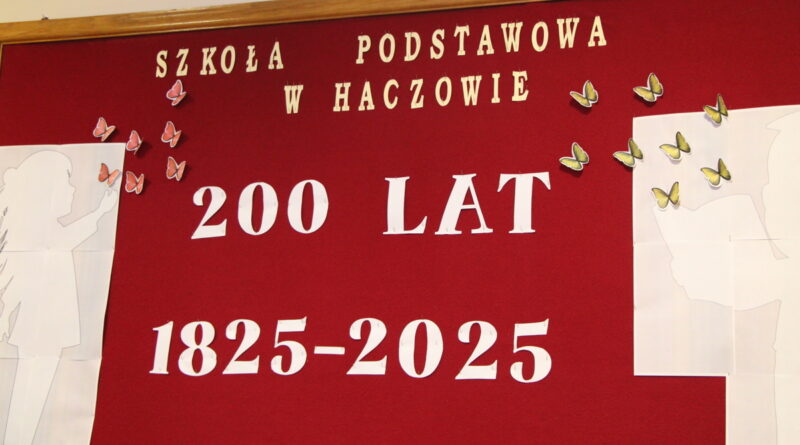 SZKOŁA PODSTAWOWA
W HACZOWIE
200 LAT
1825-2025